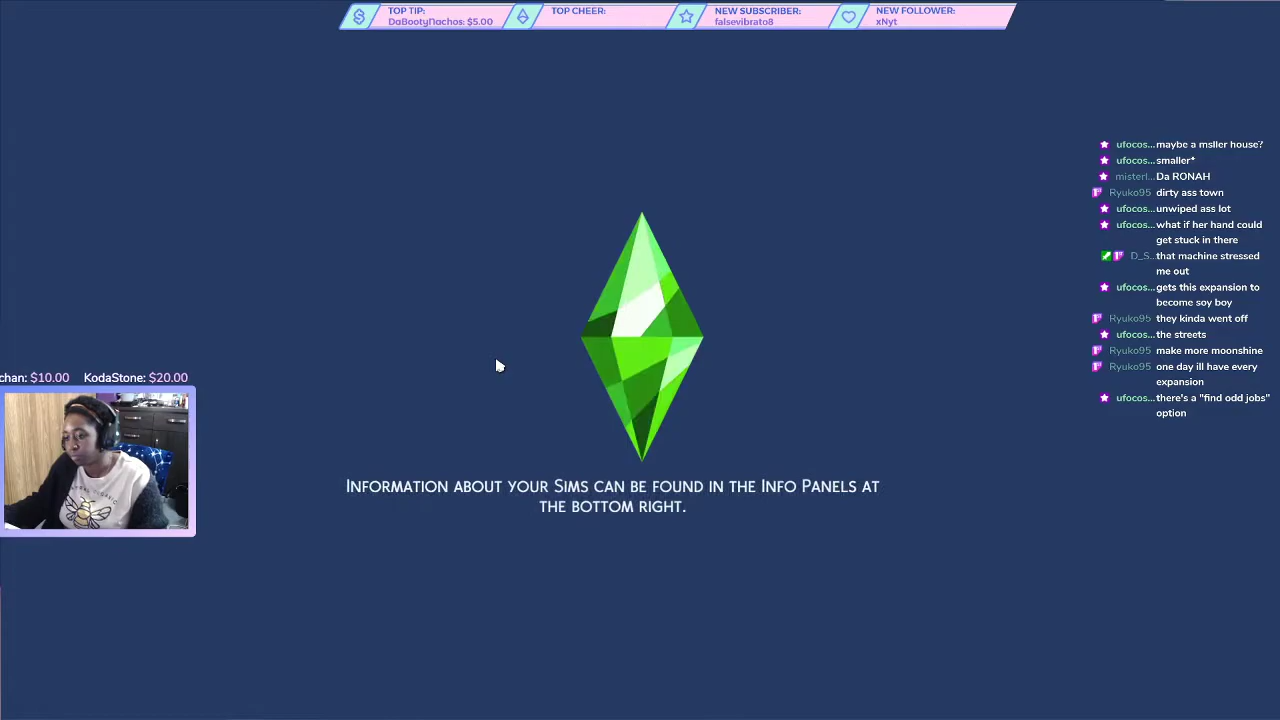 TOP TIP:
DaBootyNachos: $5.00
TOP CHEER:
NEW SUBSCRIBER:
falsevibrato8
NEW FOLLOWER:
xNyt
ufocos... maybe a msller house?
ufocos... smaller*
misterl... Da RONAH
Ryuko95 dirty ass town
ufocos... unwiped ass lot
ufocos... what if her hand could
get stuck in there
D_S... that machine stressed
me out
ufocos... gets this expansion to
become soy boy
Ryuko95 they kinda went off
ufocos... the streets
Ryuko95 make more moonshine
Ryuko95 one day ill have every
expansion
ufocos... there's a "find odd jobs"
option
chan: $10.00 KodaStone: $20.00
INFORMATION ABOUT YOUR SIMS CAN BE FOUND IN THE INFO PANELS AT
THE BOTTOM RIGHT.